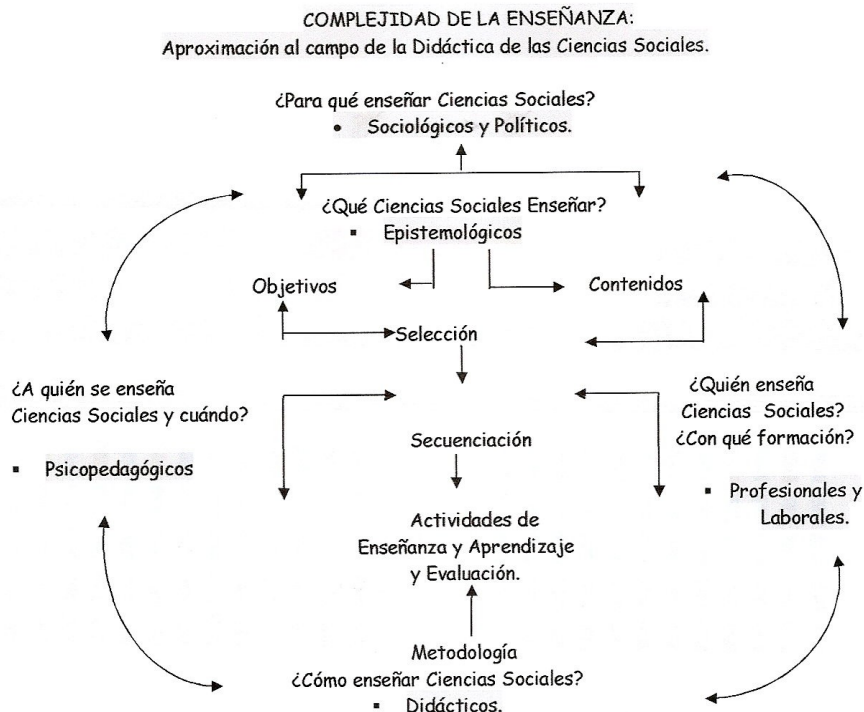 COMPLEJIDAD DE LA ENSEÑANZA:
Aproximación al campo de la Didáctica de las Ciencias Sociales.
¿Para qué enseñar Ciencias Sociales?
• Sociológicos y Políticos.
¿Qué Ciencias Sociales Enseñar?
▪ Epistemológicos
Objetivos
Contenidos
Selección
¿A quién se enseña
Ciencias Sociales y cuándo?
▪ Psicopedagógicos
¿Quién enseña
Ciencias Sociales?
¿Con qué formación?
▪ Profesionales y
Laborales.
Secuenciación
Actividades de
Enseñanza y Aprendizaje
y Evaluación.
Metodología
¿Cómo enseñar Ciencias Sociales?
▪ Didácticos.